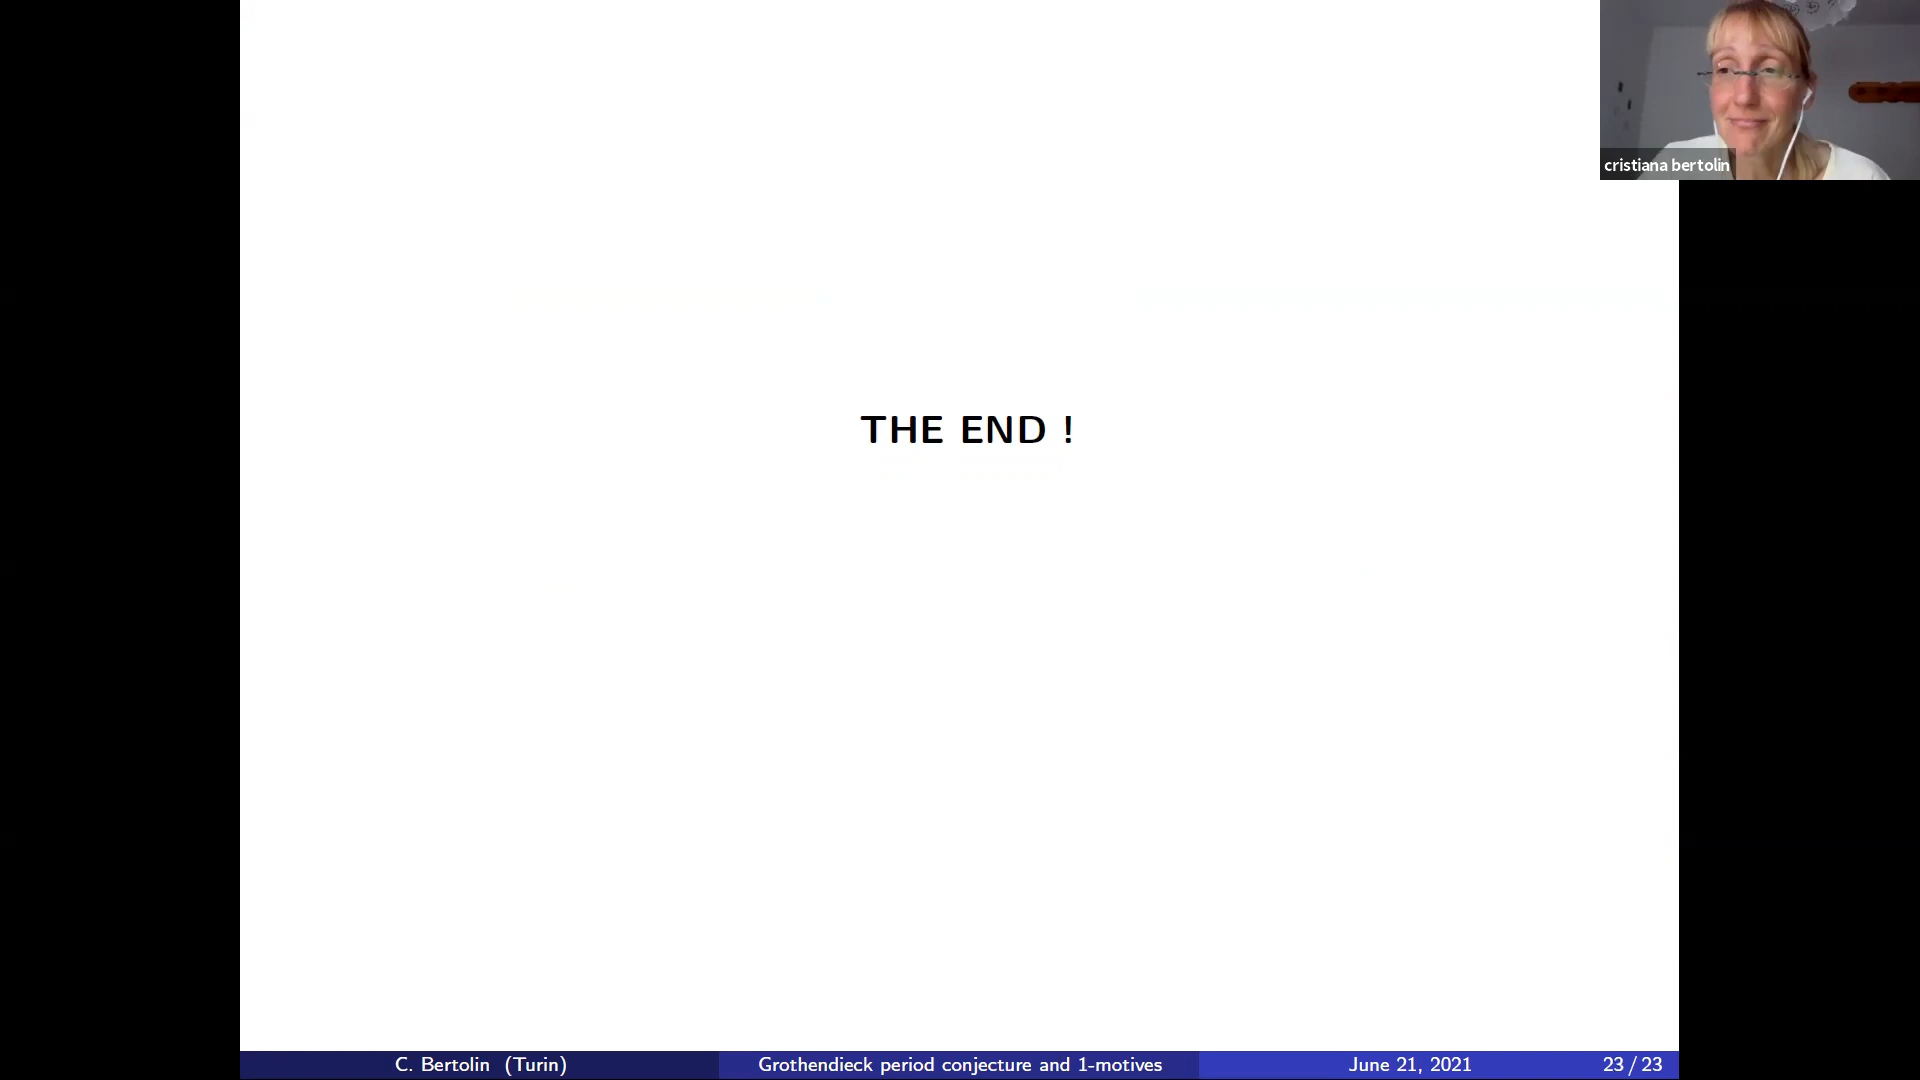 cristiana bertolin
THE END !
C. Bertolin (Turin)
Grothendieck period conjecture and 1-motives
June 21, 2021
23 / 23